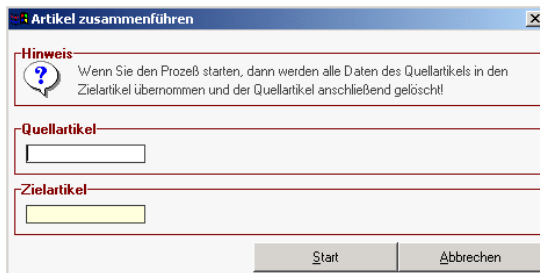 Artikel zusammenführen
Hinweis
Wenn Sie den Prozeß starten, dann werden alle Daten des Quellartikels in den
Zielartikel übernommen und der Quellartikel anschließend gelöscht!
Quellartikel
Zielartikel
Start Abbrechen